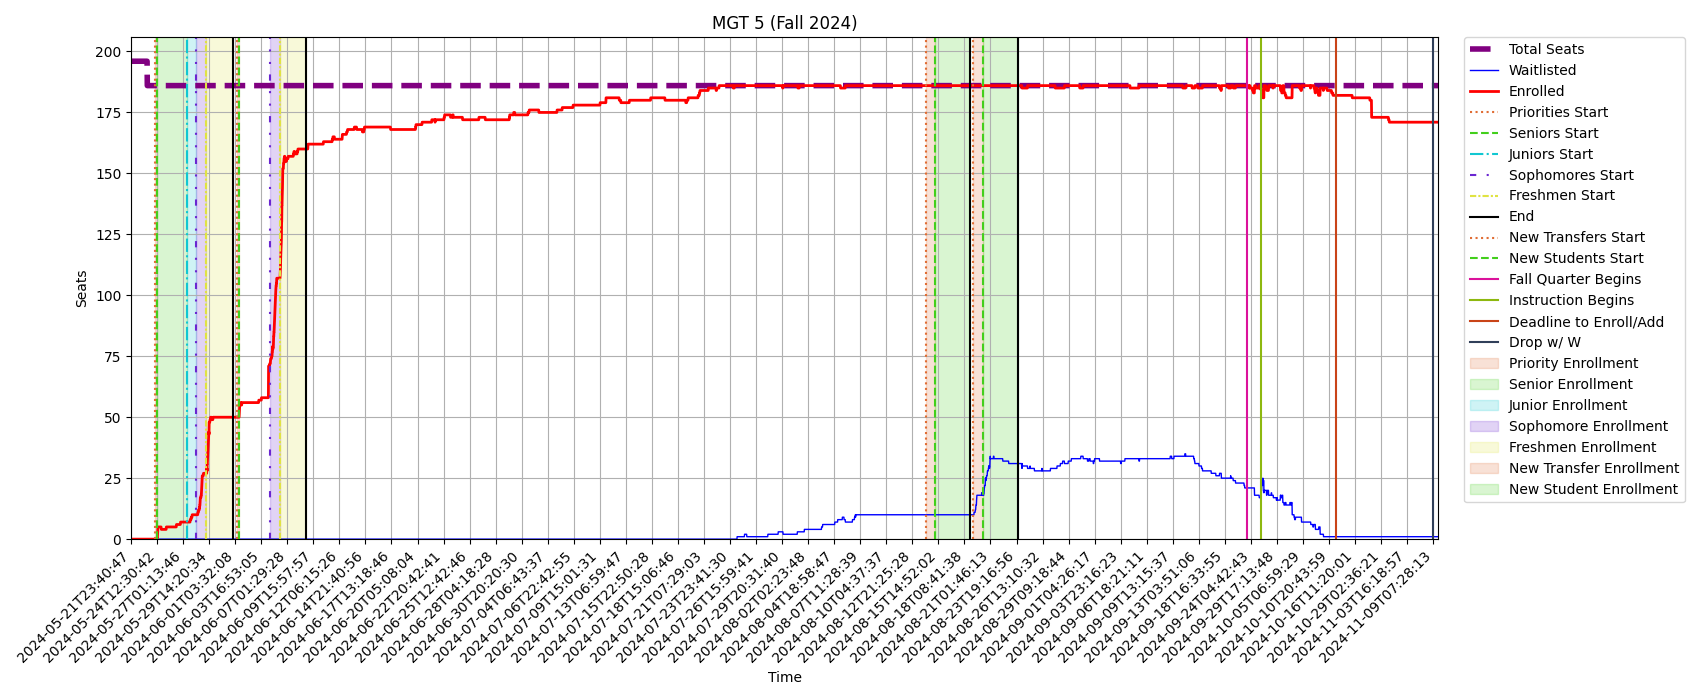 MGT 5 (Fall 2024)
Seats
200
175
150
125
100
75
50
25
0
2024-05-21T23:40:47
2024-05-24T12:30:42
2024-05-27T01:13:46
2024-05-29T14:20:34
2024-06-01T03:32:08
2024-06-03T16:53:05
2024-06-07T01:29:28
2024-06-09T15:57:57
2024-06-12T06:15:26
2024-06-14T21:40:56
2024-06-17T13:18:46
2024-06-20T05:08:04
2024-06-22T20:42:41
2024-06-25T12:42:46
2024-06-28T04:18:28
2024-06-30T20:20:30
2024-07-04T06:43:37
2024-07-06T22:42:55
2024-07-09T15:01:31
2024-07-13T06:59:47
2024-07-15T22:50:28
2024-07-18T15:06:46
2024-07-21T07:29:03
2024-07-23T23:41:30
2024-07-26T15:59:41
2024-07-29T20:31:40
2024-08-02T02:23:48
2024-08-04T18:58:47
2024-08-07T11:28:39
2024-08-10T04:37:37
2024-08-12T21:25:28
2024-08-15T14:52:02
2024-08-18T08:41:38
2024-08-21T01:46:13
2024-08-23T19:16:56
2024-08-26T13:10:32
2024-08-29T09:18:44
2024-09-01T04:26:17
2024-09-03T23:16:23
2024-09-06T18:21:11
2024-09-09T13:15:37
2024-09-13T03:51:06
2024-09-18T16:33:55
2024-09-24T04:42:43
2024-09-29T17:13:48
2024-10-05T06:59:29
2024-10-10T20:43:59
2024-10-16T11:20:01
2024-10-29T02:36:21
2024-11-03T16:18:57
2024-11-09T07:28:13
Time
Total Seats
Waitlisted
Enrolled
Priorities Start
Seniors Start
Juniors Start
Sophomores Start
Freshmen Start
End
New Transfers Start
New Students Start
Fall Quarter Begins
Instruction Begins
Deadline to Enroll/Add
Drop w/ W
Priority Enrollment
Senior Enrollment
Junior Enrollment
Sophomore Enrollment
Freshmen Enrollment
New Transfer Enrollment
New Student Enrollment